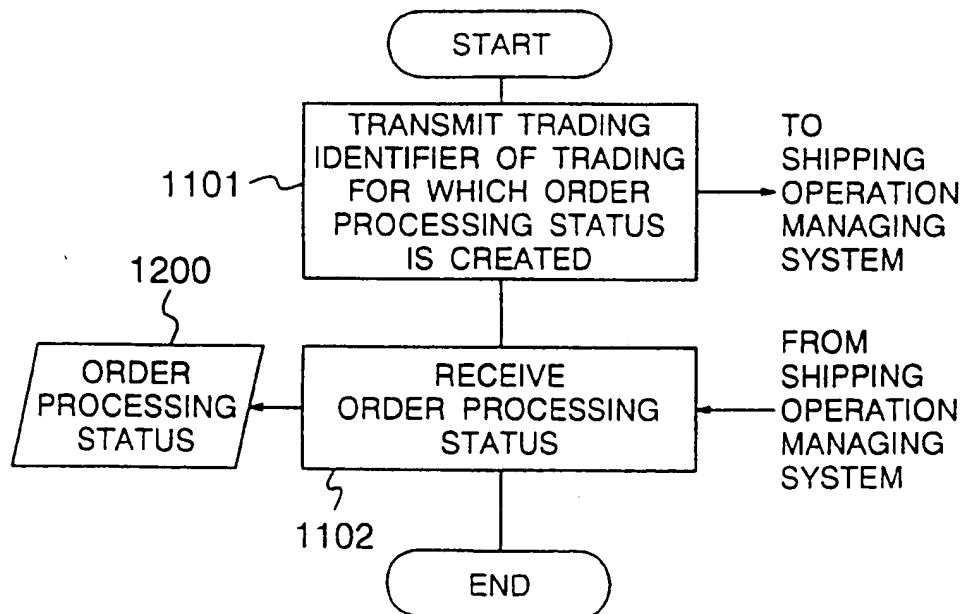 START
TRANSMIT TRADING
IDENTIFIER OF TRADING
FOR WHICH ORDER
PROCESSING STATUS
IS CREATED
1101
TO
SHIPPING
OPERATION
MANAGING
SYSTEM
1200
ORDER
PROCESSING
STATUS
RECEIVE
ORDER PROCESSING
STATUS
1102
FROM
SHIPPING
OPERATION
MANAGING
SYSTEM
END